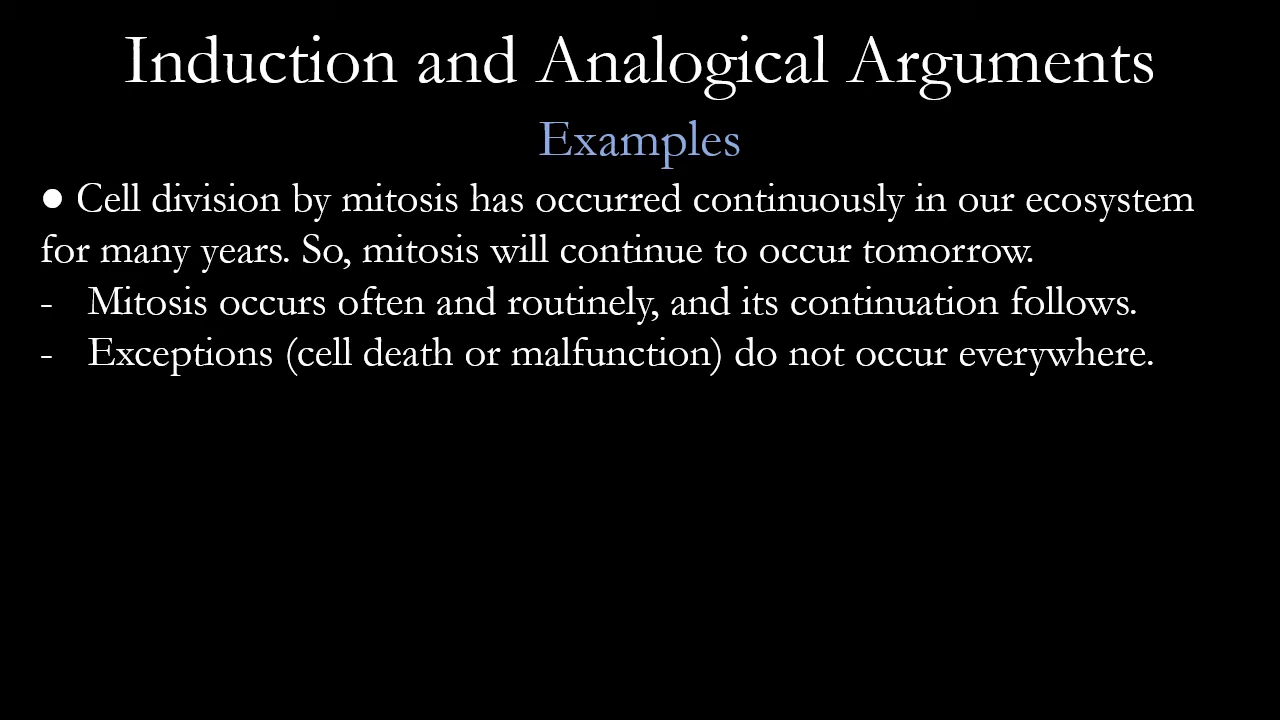 Induction and Analogical Arguments
Examples
● Cell division by mitosis has occurred continuously in our ecosystem
for many years. So, mitosis will continue to occur tomorrow.
- Mitosis occurs often and routinely, and its continuation follows.
- Exceptions (cell death or malfunction) do not occur everywhere.